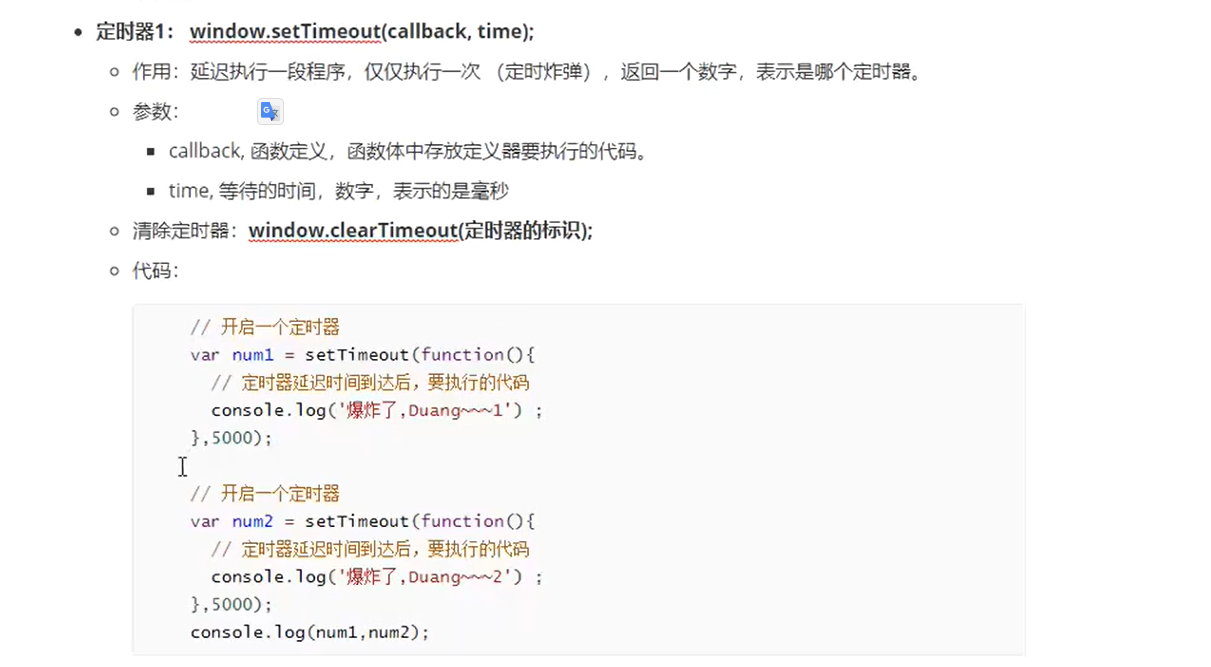 定时器1： window.setTimeout(callback, time);
作用：延迟执行一段程序，仅仅执行一次 （定时炸弹），返回一个数字，表示是哪个定时器。
参数：
callback, 函数定义，函数体中存放定义器要执行的代码。
time, 等待的时间，数字，表示的是毫秒
清除定时器：window.clearTimeout(定时器的标识);
代码：
// 开启一个定时器
var num1 = setTimeout(function(){
// 定时器延迟时间到达后，要执行的代码
console.log('爆炸了,Duang~~~1') ;
},5000);
// 开启一个定时器
var num2 = setTimeout(function(){
// 定时器延迟时间到达后，要执行的代码
console.log('爆炸了,Duang~~~2') ;
},5000);
console.log(num1,num2);